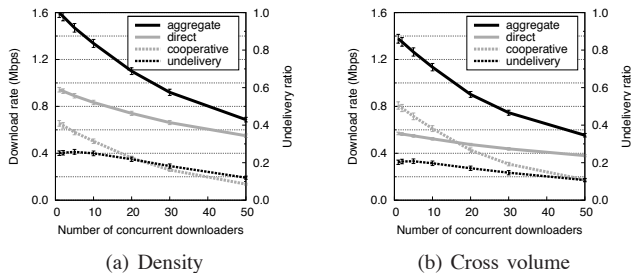 1.6 1.0 1.6 1.0
aggregate aggregate
direct direct
cooperative cooperative
undelivery undelivery
1.2 0.8 1.2 0.8
0.8 0.6 0.8 0.6
0.4 0.4 0.4 0.4
0.2 0.2
0.0 0.0 0.0 0.0
Download rate (Mbps) Undelivery ratio Download rate (Mbps) Undelivery ratio
0 10 20 30 40 50 0 10 20 30 40 50
Number of concurrent downloaders Number of concurrent downloaders
(a) Density (b) Cross volume